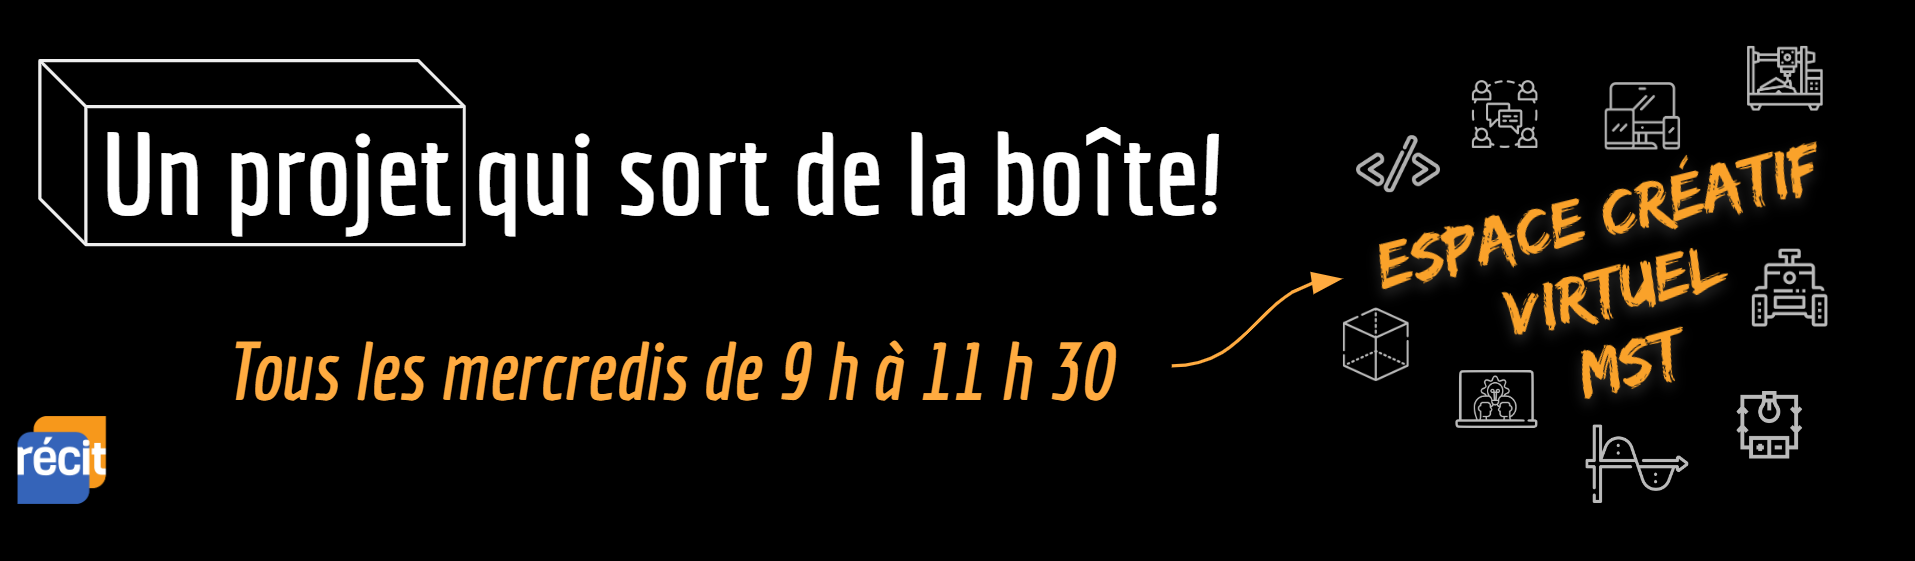 Un projet qui sort de la boîte!
Tous les mercredis de 9 h à 11 h 30
ESPACE CRÉATIF
VIRTUEL
MST
récit